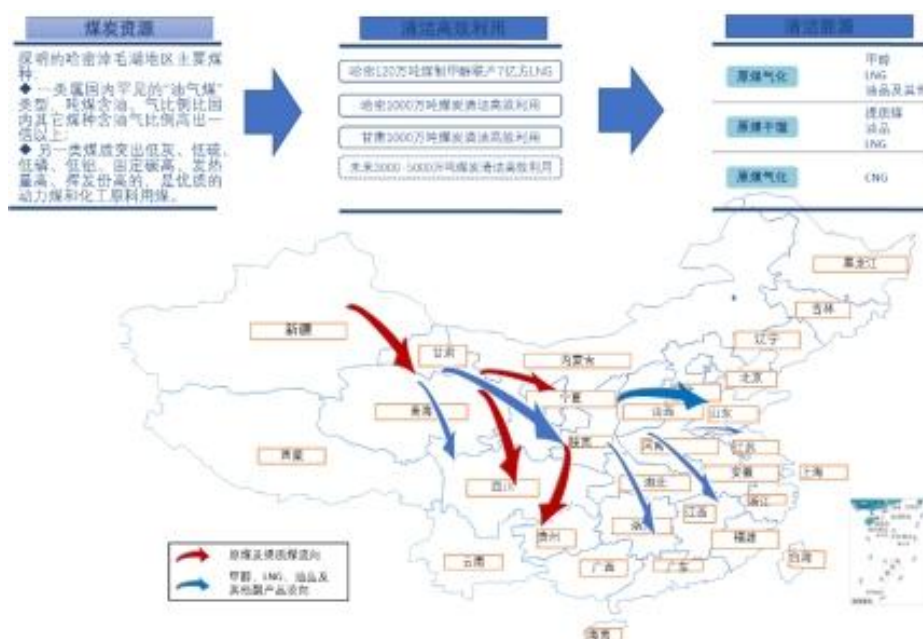 煤炭资源
探明的哈密淖毛湖地区主要煤
种:
◆ 一类属国内罕见的“油气煤”
类型，吨煤含油、气比例比国
内其它煤种含油气比例高出一
倍以上;
◆ 另一类煤质突出低灰、低硫、
低磷、低铝、固定碳高、发热
量高、挥发份高的，是优质的
动力煤和化工原料用煤。
清洁高效利用
哈密120万吨煤制甲醇联产7亿方LNG
哈密1000万吨煤炭清洁高效利用
甘肃1000万吨煤炭清洁高效利用
未来3000-5000万吨煤炭清洁高效利用
清洁能源
原煤气化
甲醇
LNG
油品及其他
原煤干馏
提质煤
油品
LNG
原煤气化
CNG
黑龙江
吉林
新疆
辽宁
甘肃
内蒙古
北京
宁夏
青海
山西
山东
陕西
河南
江苏
西藏
安徽
上海
四川
湖北
浙江
江西
湖南
贵州
福建
云南
广西
广东
台湾
海南
原煤及提质煤流向
甲醇、LNG、油品及
其他副产品流向